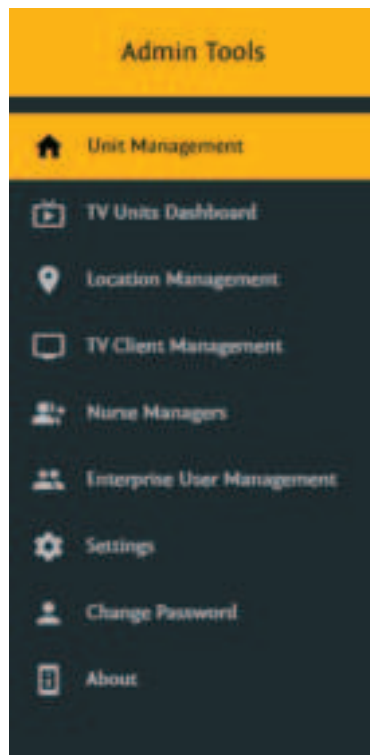 Admin Tools
Unit Management
TV Units Dashboard
Location Management
TV Client Management
Nurse Managers
Enterprise User Management
Settings
Change Password
About